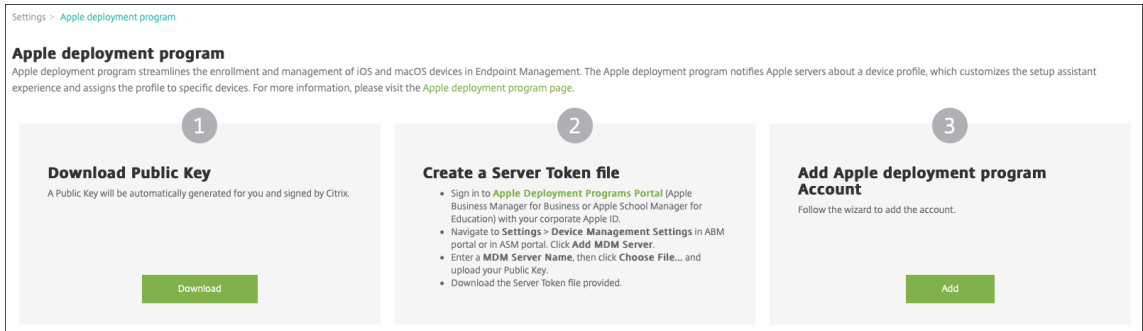 Settings > Apple deployment program
Apple deployment program
Apple deployment program streamlines the enrollment and management of iOS and macOS devices in Endpoint Management. The Apple deployment program notifies Apple servers about a device profile, which customizes the setup assistant
experience and assigns the profile to specific devices. For more information, please visit the Apple deployment program page.
1
Download Public Key
A Public Key will be automatically generated for you and signed by Citrix.
Download
2
Create a Server Token file
• Sign in to Apple Deployment Programs Portal (Apple
Business Manager for Business or Apple School Manager for
Education) with your corporate Apple ID.
• Navigate to Settings > Device Management Settings in ABM
portal or in ASM portal. Click Add MDM Server.
• Enter a MDM Server Name, then click Choose File... and
upload your Public Key.
• Download the Server Token file provided.
3
Add Apple deployment program
Account
Follow the wizard to add the account.
Add